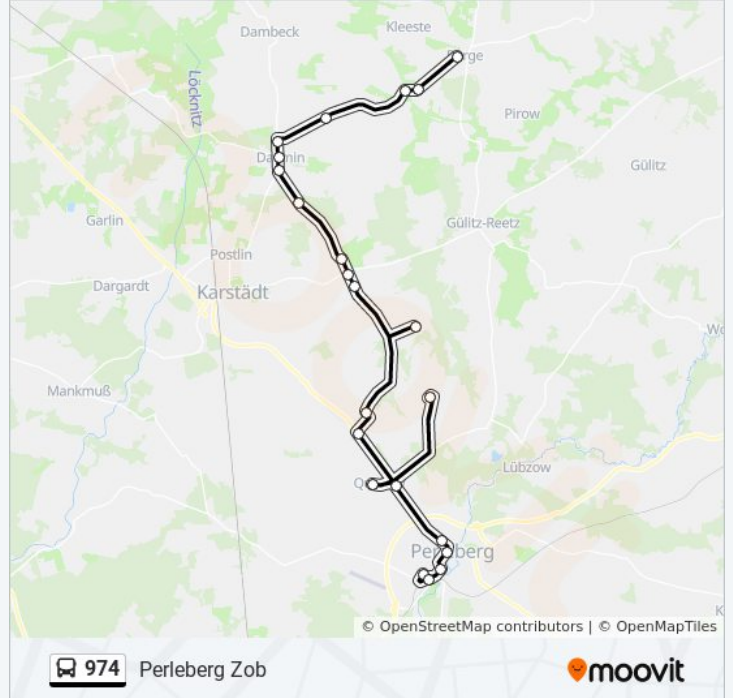 Kleeste
Dambeck
Löcknitz
Pirow
Gülitz
Garlin
Gülitz-Reetz
Postlin
Dargardt
Karstädt
Mankmuß
Lübzow
© OpenStreetMap contributors | © OpenMapTiles
974 Perleberg Zob
moovit